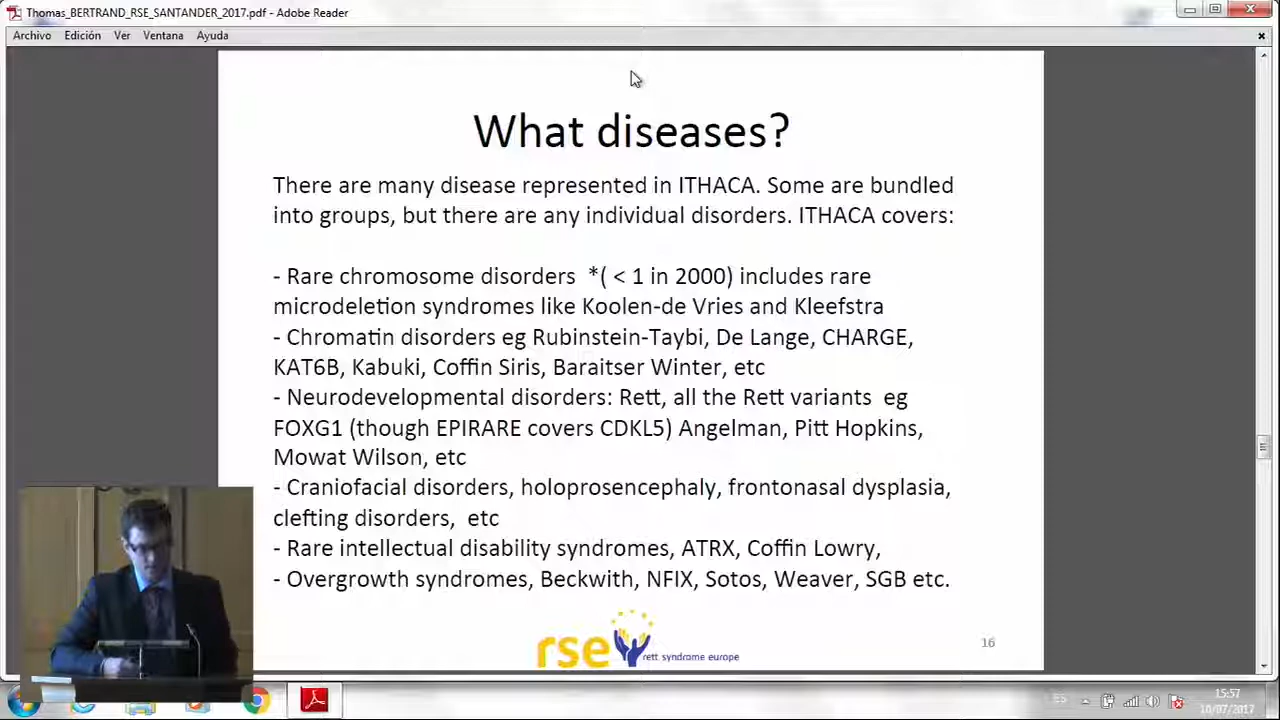 Thomas_BERTRAND_RSE_SANTANDER_2017.pdf - Adobe Reader
Archivo Edición Ver Ventana Ayuda
What diseases?
There are many disease represented in ITHACA. Some are bundled
into groups, but there are any individual disorders. ITHACA covers:
- Rare chromosome disorders *( < 1 in 2000) includes rare
microdeletion syndromes like Koolen-de Vries and Kleefstra
- Chromatin disorders eg Rubinstein-Taybi, De Lange, CHARGE,
KAT6B, Kabuki, Coffin Siris, Baraitser Winter, etc
- Neurodevelopmental disorders: Rett, all the Rett variants eg
FOXG1 (though EPIRARE covers CDKL5) Angelman, Pitt Hopkins,
Mowat Wilson, etc
- Craniofacial disorders, holoprosencephaly, frontonasal dysplasia,
clefting disorders, etc
- Rare intellectual disability syndromes, ATRX, Coffin Lowry,
- Overgrowth syndromes, Beckwith, NFIX, Sotos, Weaver, SGB etc.
rse rett syndrome europe
16
ES
15:57
10/07/2017